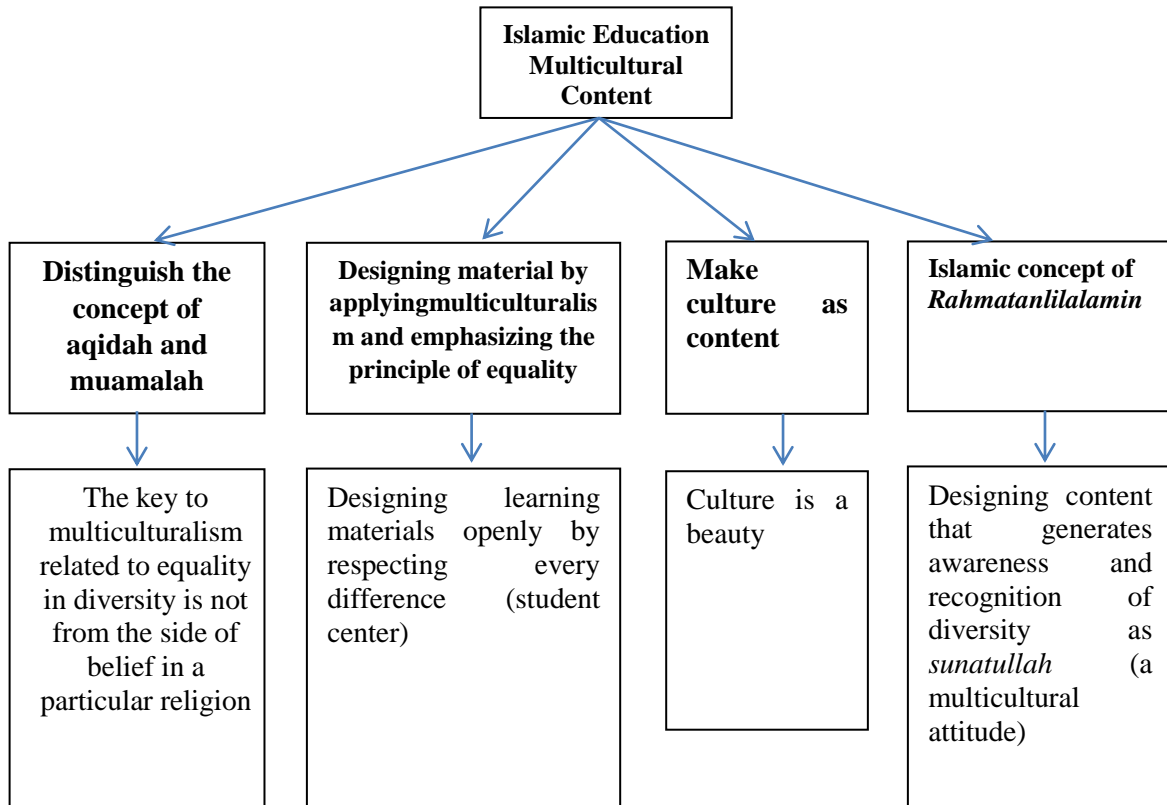 Islamic Education
Multicultural
Content
Distinguish the
concept of
aqidah and
muamalah
Designing material by
applyingmulticulturalis
m and emphasizing the
principle of equality
Make
culture as
content
Islamic concept of
Rahmatanlilalamin
The key to
multiculturalism
related to equality
in diversity is not
from the side of
belief in a
particular religion
Designing learning
materials openly by
respecting every
difference (student
center)
Culture is a
beauty
Designing content
that generates
awareness and
recognition of
diversity as
sunatullah (a
multicultural
attitude)